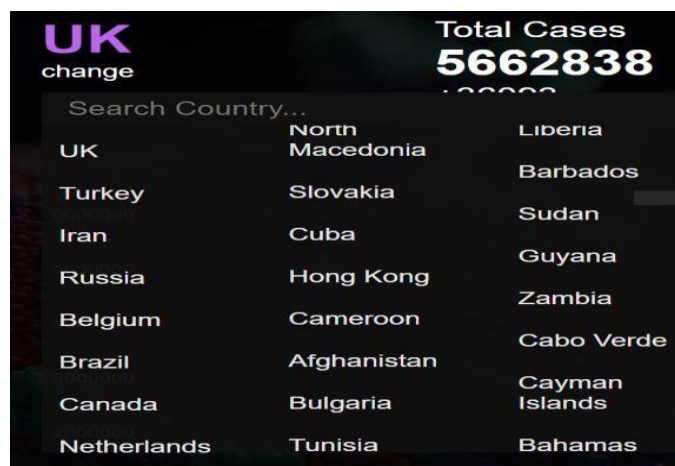 UK
change
Total Cases
5662838
Search Country...
UK
Turkey
Iran
Russia
Belgium
Brazil
Canada
Netherlands
North
Macedonia
Slovakia
Cuba
Hong Kong
Cameroon
Afghanistan
Bulgaria
Tunisia
Liberia
Barbados
Sudan
Guyana
Zambia
Cabo Verde
Cayman
Islands
Bahamas